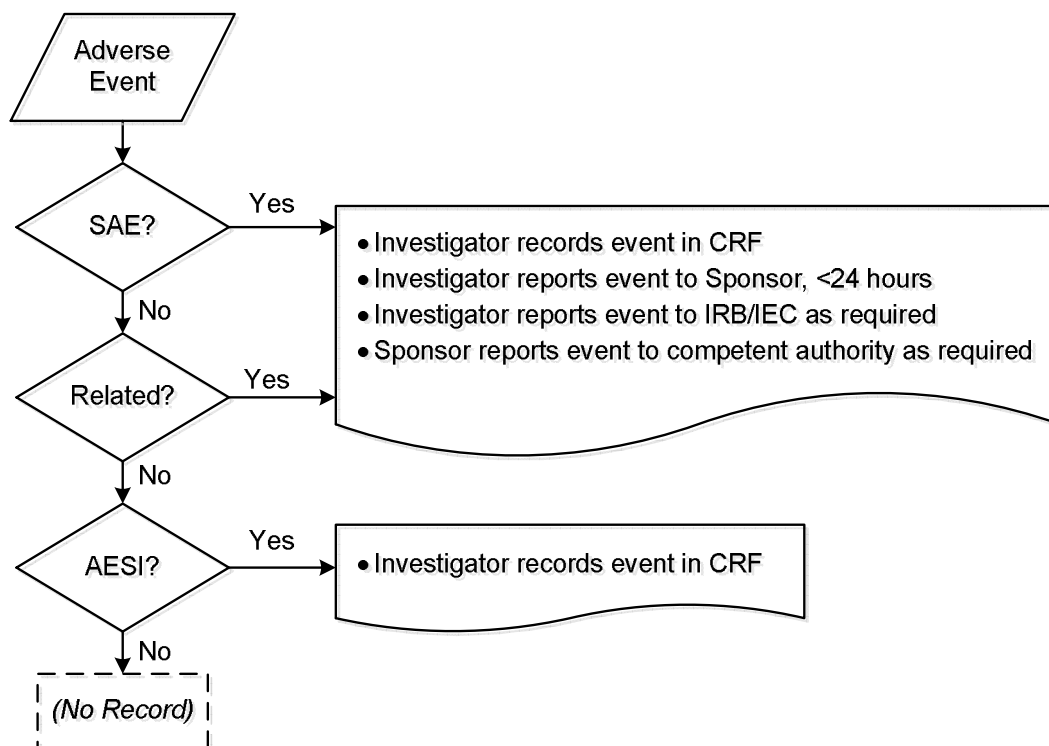 Adverse
Event
SAE?
Yes
• Investigator records event in CRF
• Investigator reports event to Sponsor, <24 hours
• Investigator reports event to IRB/IEC as required
• Sponsor reports event to competent authority as required
No
Related?
Yes
No
AESI?
Yes
• Investigator records event in CRF
No
(No Record)